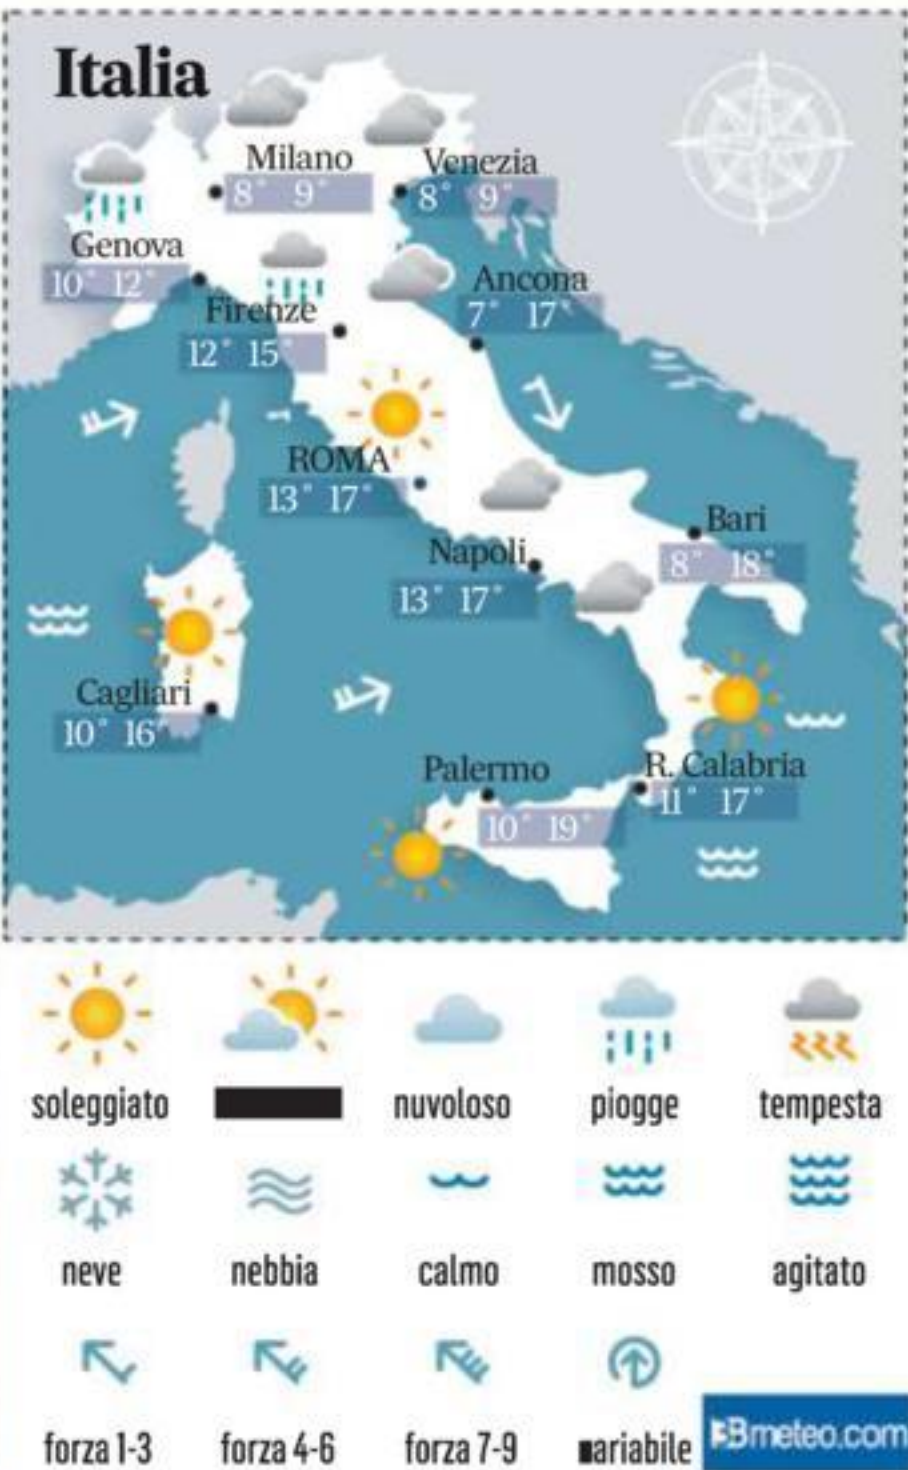 Italia
Milano
8° 9°
Venezia
8° 9°
Genova
10° 12°
Firenze
12° 15°
Ancona
7° 17°
ROMA
13° 17°
Bari
8° 18°
Napoli
13° 17°
Cagliari
10° 16°
Palermo
10° 19°
R. Calabria
11° 17°
soleggiato
nuvoloso
piogge
tempesta
neve
nebbia
calmo
mosso
agitato
forza 1-3
forza 4-6
forza 7-9
ariabile
3Bmeteo.com